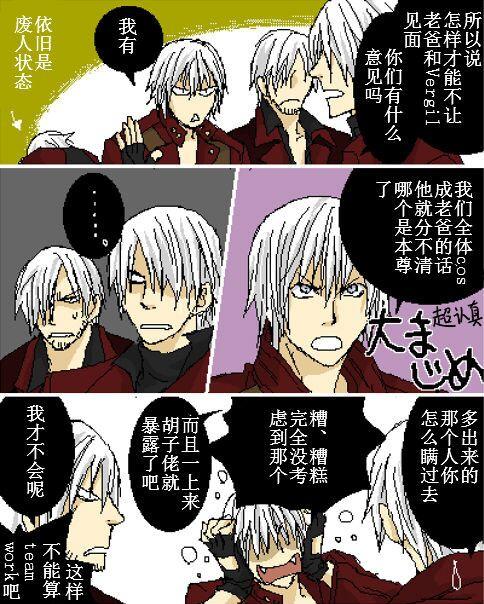 所以说
怎样才能不让
老爸和Vergil
见面
你们有什么
意见吗
我有
依旧是
废人状态
我们全体cos
成老爸的话
他就分不清
哪个是本尊
了
超认真
大まじめ
......
多出来的
那个人你
怎么瞒过去
糟、糟糕
完全没考
虑到那个
而且一上来
胡子佬就
暴露了吧
我才不会呢
这样
不能算
team
work吧